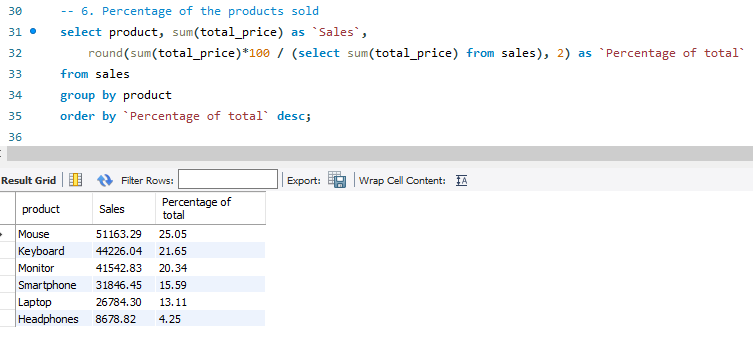 30 -- 6. Percentage of the products sold
31 select product, sum(total_price) as `Sales`,
32 round(sum(total_price)*100 / (select sum(total_price) from sales), 2) as `Percentage of total`
33 from sales
34 group by product
35 order by `Percentage of total` desc;
36
Result Grid Filter Rows: Export: Wrap Cell Content: IA
product Sales Percentage of total
Mouse 51163.29 25.05
Keyboard 44226.04 21.65
Monitor 41542.83 20.34
Smartphone 31846.45 15.59
Laptop 26784.30 13.11
Headphones 8678.82 4.25